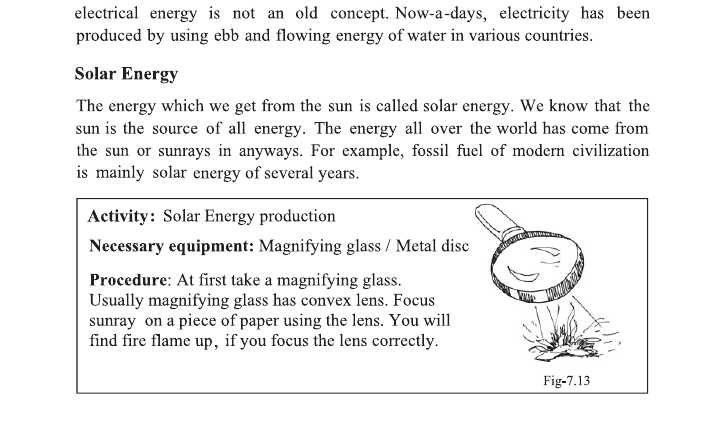 electrical energy is not an old concept. Now-a-days, electricity has been
produced by using ebb and flowing energy of water in various countries.
Solar Energy
The energy which we get from the sun is called solar energy. We know that the
sun is the source of all energy. The energy all over the world has come from
the sun or sunrays in anyways. For example, fossil fuel of modern civilization
is mainly solar energy of several years.
Activity: Solar Energy production
Necessary equipment: Magnifying glass / Metal disc
Procedure: At first take a magnifying glass.
Usually magnifying glass has convex lens. Focus
sunray on a piece of paper using the lens. You will
find fire flame up, if you focus the lens correctly.
Fig-7.13